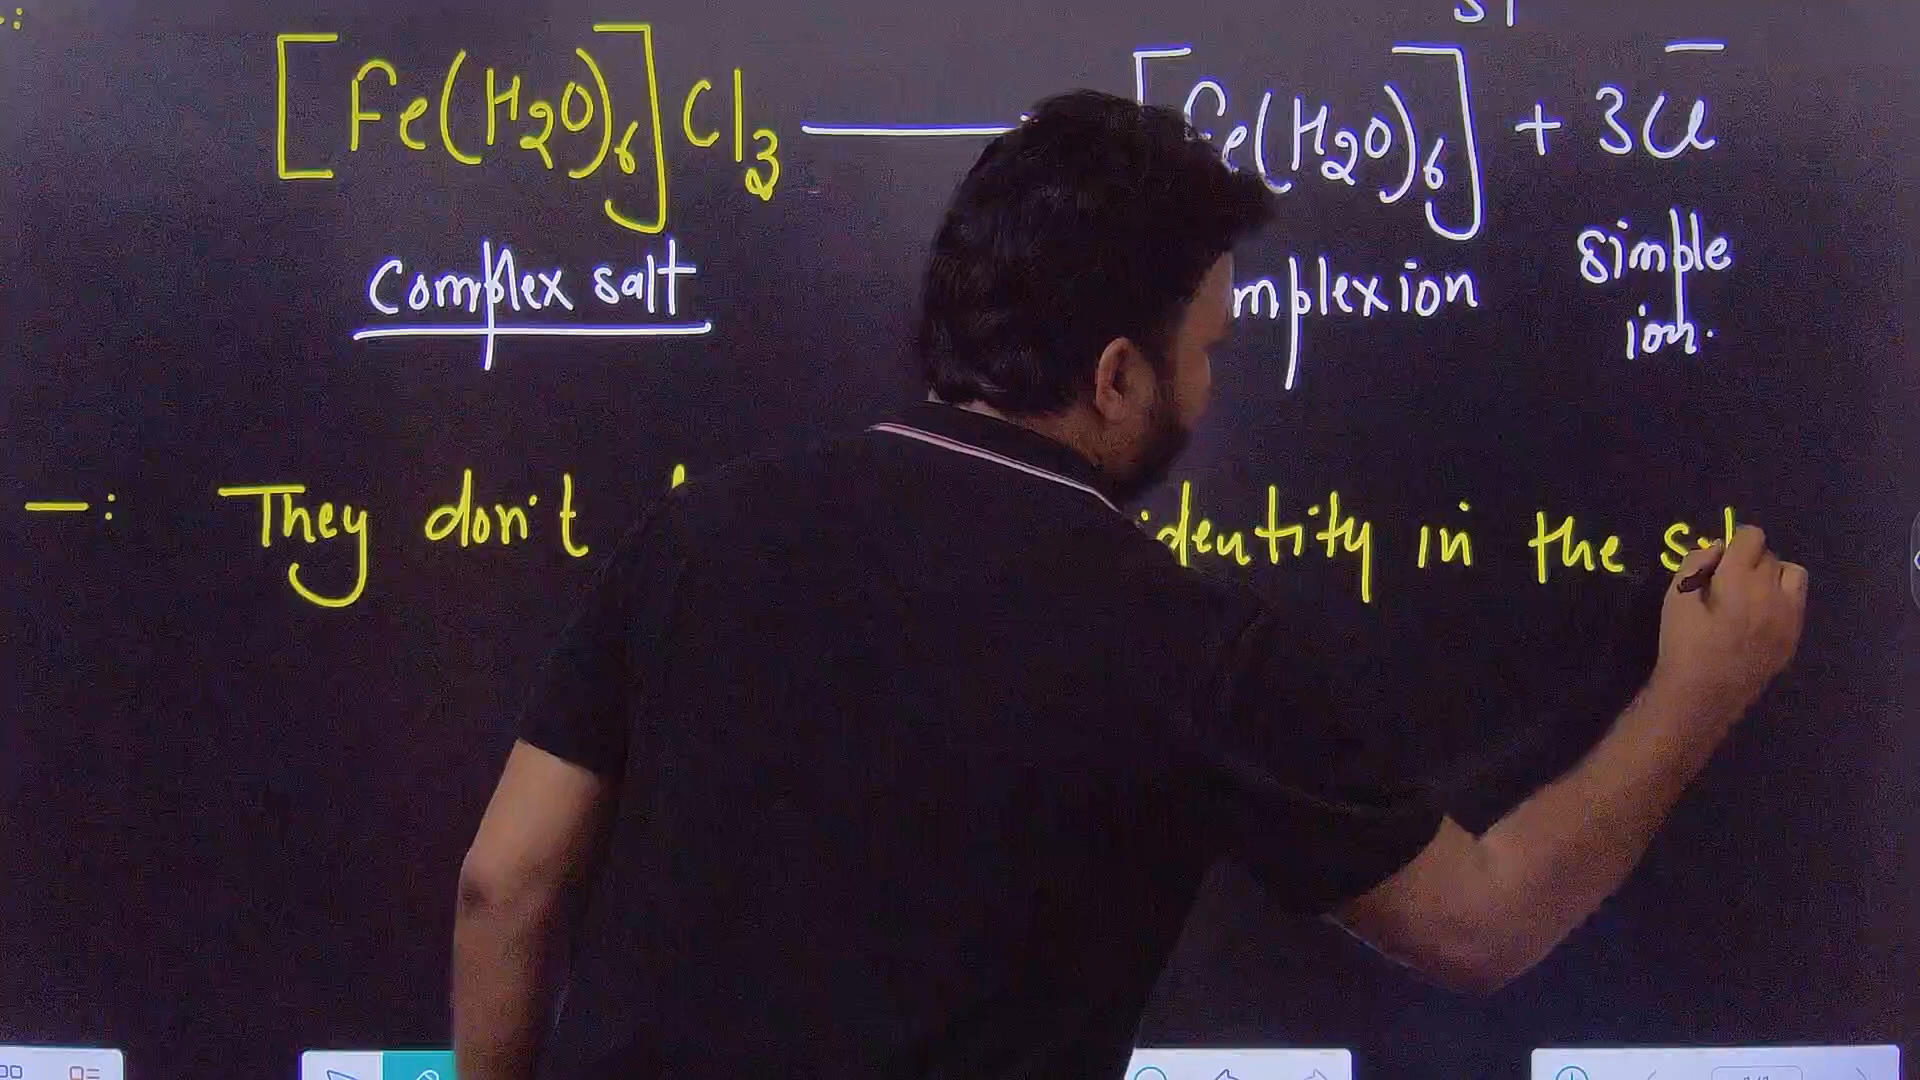 [Fe(H2O)6]Cl3 — Fe(H2O)6] + 3Cl
Complex salt mplex ion simple
ion.
—: They don't identity in the